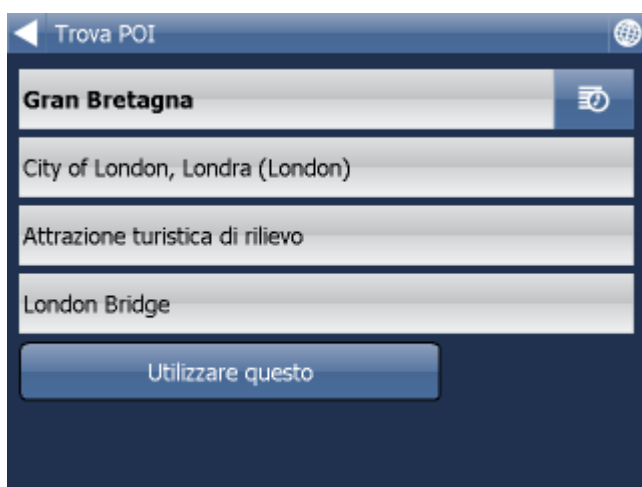 Trova POI
Gran Bretagna
City of London, Londra (London)
Attrazione turistica di rilievo
London Bridge
Utilizzare questo